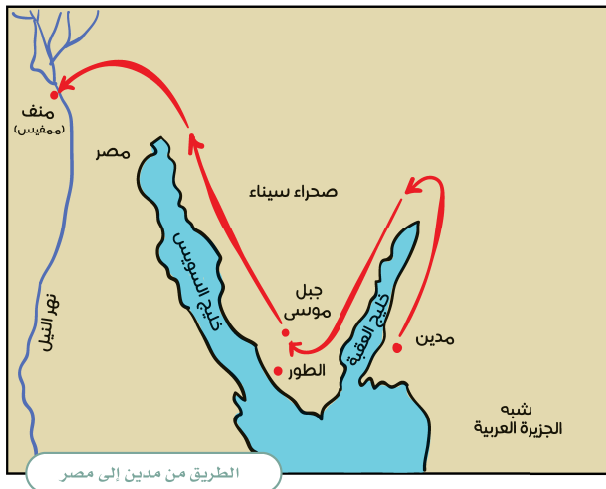 منف
(ممفيس)
مصر
صحراء سيناء
خليج السويس
نهر النيل
جبل
موسى
خليج العقبة
مدين
الطور
شبه
الجزيرة العربية
الطريق من مدين إلى مصر